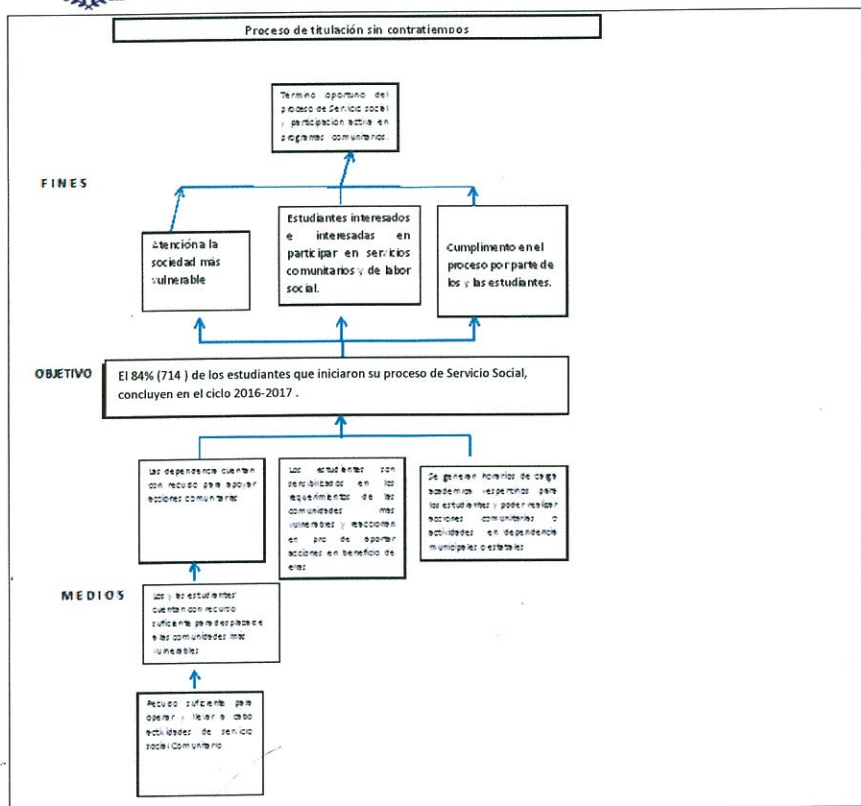 Proceso de titulación sin contratiempos
Termino oportuno del
proceso de Servicio social
y participación activa en
programas comunitarios.
FINES
Atención a la
sociedad más
vulnerable
Estudiantes interesados
e interesadas en
participar en servicios
comunitarios y de labor
social.
Cumplimento en el
proceso por parte de
los y las estudiantes.
OBJETIVO
El 84% (714 ) de los estudiantes que iniciaron su proceso de Servicio Social,
concluyen en el ciclo 2016-2017 .
Las dependencia cuentan
con recuso para apoyar
acciones comunitarias
Los estudiantes son
sensibilizados en los
requerimientos de las
comunidades más
vulnerables y reaccionen
en pro de aportar
acciones en beneficio de
Se generan horarios de carga
academica vespertinos para
los estudiantes y poder realizar
acciones comunitarias o
actividades en dependencia
municipales o estatales
MEDIOS
Los y las estudiantes
cuentan con recurso
suficiente para
a las comunidades mas
vulnerables
suficiente para
operar y llevar a cabo
actividades de servicio
social Comunitario